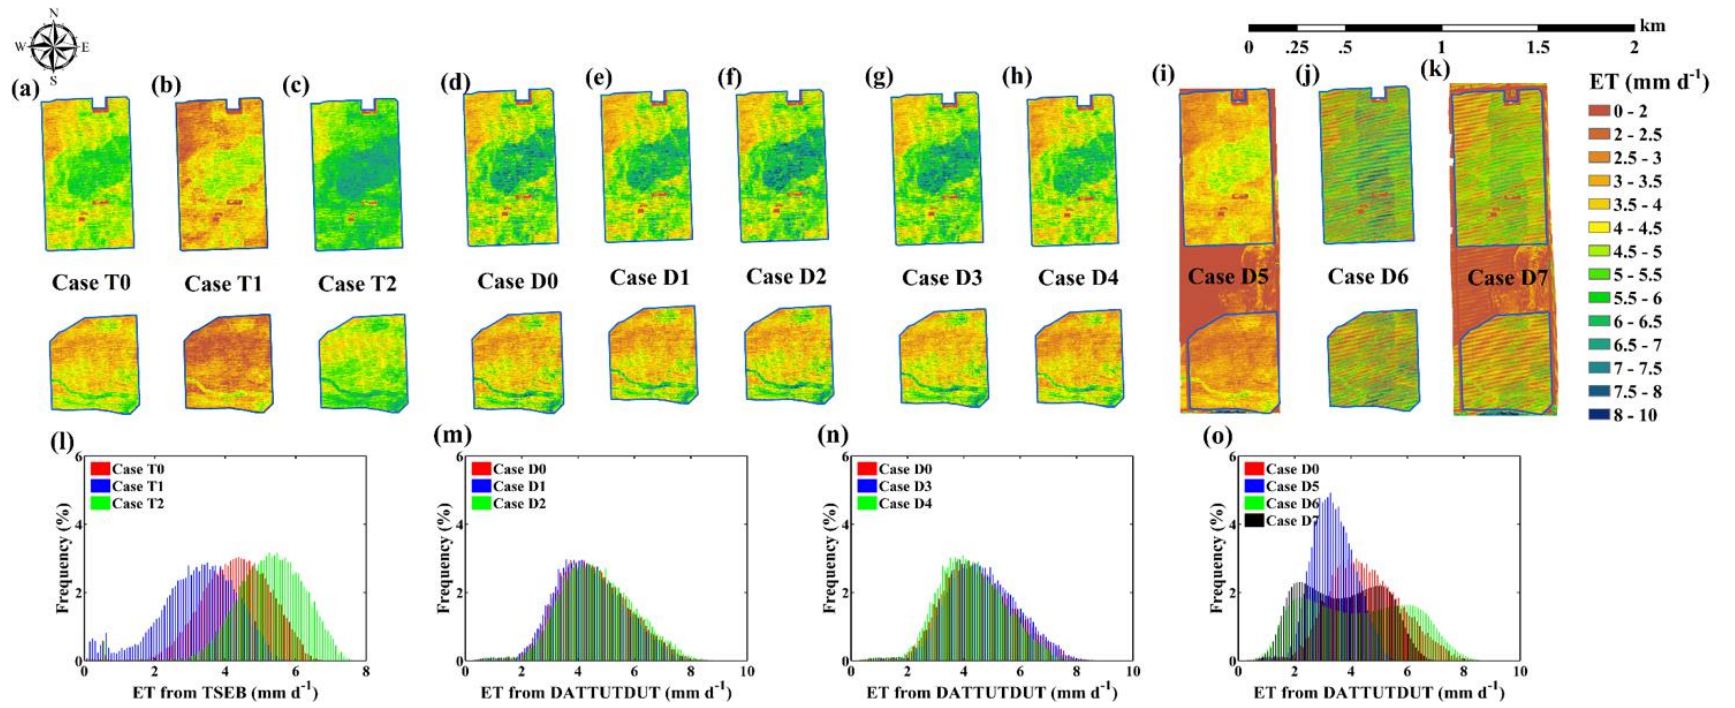 N
W E
S
km
0 .25 .5 1 1.5 2
(a) (b) (c) (d) (e) (f) (g) (h) (i) (j) (k)
ET (mm d-1)
0 - 2
2 - 2.5
2.5 - 3
3 - 3.5
3.5 - 4
4 - 4.5
4.5 - 5
5 - 5.5
5.5 - 6
6 - 6.5
6.5 - 7
7 - 7.5
7.5 - 8
8 - 10
Case T0 Case T1 Case T2 Case D0 Case D1 Case D2 Case D3 Case D4 Case D5 Case D6 Case D7
(l)
Case T0
Case T1
Case T2
Frequency (%)
6
4
2
0
0 2 4 6 8
ET from TSEB (mm d-1)
(m)
Case D0
Case D1
Case D2
Frequency (%)
6
4
2
0
0 2 4 6 8 10
ET from DATTUTDUT (mm d-1)
(n)
Case D0
Case D3
Case D4
Frequency (%)
6
4
2
0
0 2 4 6 8 10
ET from DATTUTDUT (mm d-1)
(o)
Case D0
Case D5
Case D6
Case D7
Frequency (%)
6
4
2
0
0 2 4 6 8 10
ET from DATTUTDUT (mm d-1)